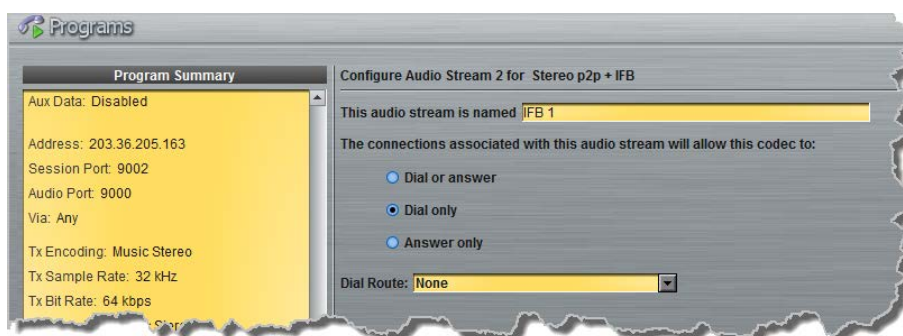 Programs
Program Summary
Aux Data: Disabled
Address: 203.36.205.163
Session Port: 9002
Audio Port: 9000
Via: Any
Tx Encoding: Music Stereo
Tx Sample Rate: 32 kHz
Tx Bit Rate: 64 kbps
Configure Audio Stream 2 for Stereo p2p + IFB
This audio stream is named IFB 1
The connections associated with this audio stream will allow this codec to:
Dial or answer
Dial only
Answer only
Dial Route: None